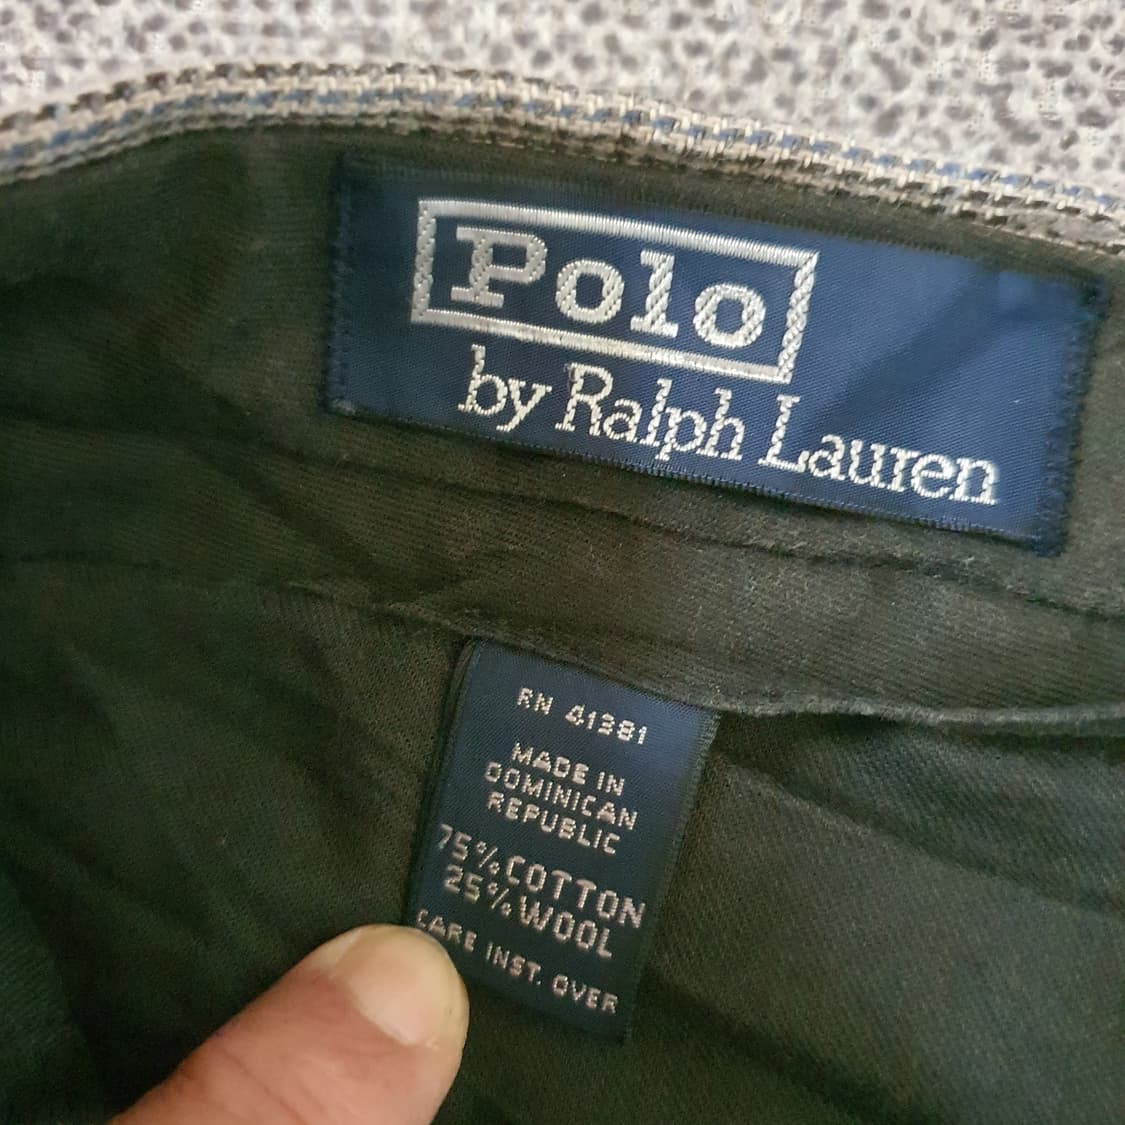 Polo
by Ralph Lauren
RN 41381
MADE IN
DOMINICAN
REPUBLIC
75% COTTON
25% WOOL
CARE INST. OVER